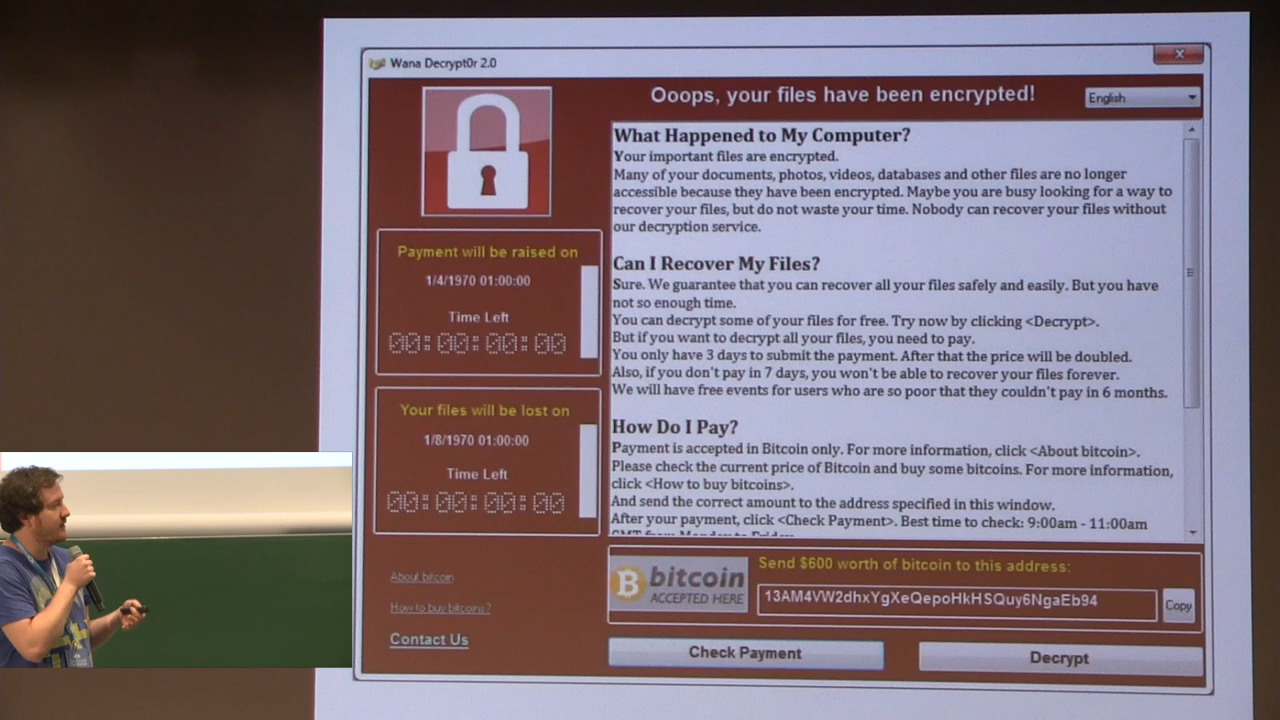 Wana Decrypt0r 2.0
Ooops, your files have been encrypted!
English
Payment will be raised on
1/4/1970 01:00:00
Time Left
00:00:00:00
Your files will be lost on
1/8/1970 01:00:00
Time Left
00:00:00:00
About bitcoin
How to buy bitcoins?
Contact Us
What Happened to My Computer?
Your important files are encrypted.
Many of your documents, photos, videos, databases and other files are no longer
accessible because they have been encrypted. Maybe you are busy looking for a way to
recover your files, but do not waste your time. Nobody can recover your files without
our decryption service.
Can I Recover My Files?
Sure. We guarantee that you can recover all your files safely and easily. But you have
not so enough time.
You can decrypt some of your files for free. Try now by clicking <Decrypt>.
But if you want to decrypt all your files, you need to pay.
You only have 3 days to submit the payment. After that the price will be doubled.
Also, if you don't pay in 7 days, you won't be able to recover your files forever.
We will have free events for users who are so poor that they couldn't pay in 6 months.
How Do I Pay?
Payment is accepted in Bitcoin only. For more information, click <About bitcoin>.
Please check the current price of Bitcoin and buy some bitcoins. For more information,
click <How to buy bitcoins>.
And send the correct amount to the address specified in this window.
After your payment, click <Check Payment>. Best time to check: 9:00am - 11:00am
GMT from Monday to Friday
bitcoin
ACCEPTED HERE
Send $600 worth of bitcoin to this address:
13AM4VW2dhxYgXeQepoHkHSQuy6NgaEb94
Copy
Check Payment
Decrypt